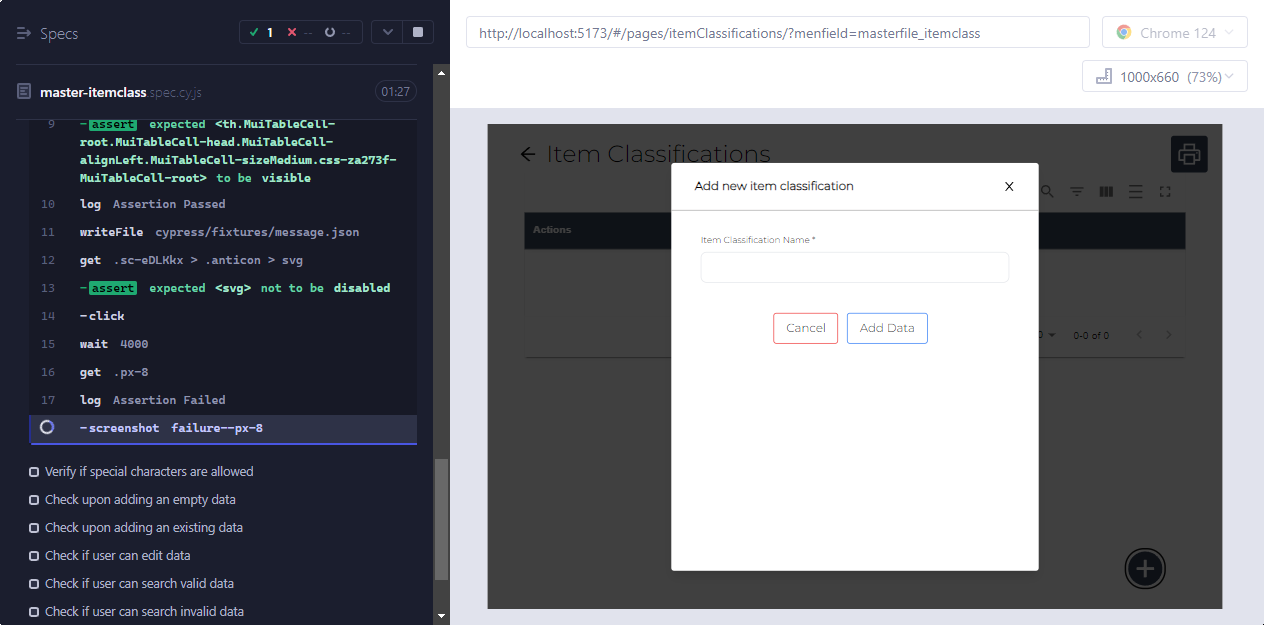 Specs
1
--
--
master-itemclass.spec.cy.js
01:27
9 -assert expected <th.MuiTableCell-
root.MuiTableCell-head.MuiTableCell-
alignLeft.MuiTableCell-sizeMedium.css-za273f-
MuiTableCell-root> to be visible
10 log Assertion Passed
11 writeFile cypress/fixtures/message.json
12 get .sc-eDLKkx > .anticon > svg
13 -assert expected <svg> not to be disabled
14 -click
15 wait 4000
16 get .px-8
17 log Assertion Failed
-screenshot failure--px-8
Verify if special characters are allowed
Check upon adding an empty data
Check upon adding an existing data
Check if user can edit data
Check if user can search valid data
Check if user can search invalid data
http://localhost:5173/#/pages/itemClassifications/?menfield=masterfile_itemclass
Chrome 124
1000x660 (73%)
Item Classifications
Add new item classification
X
Actions
Item Classification Name *
Cancel
Add Data
0-0 of 0